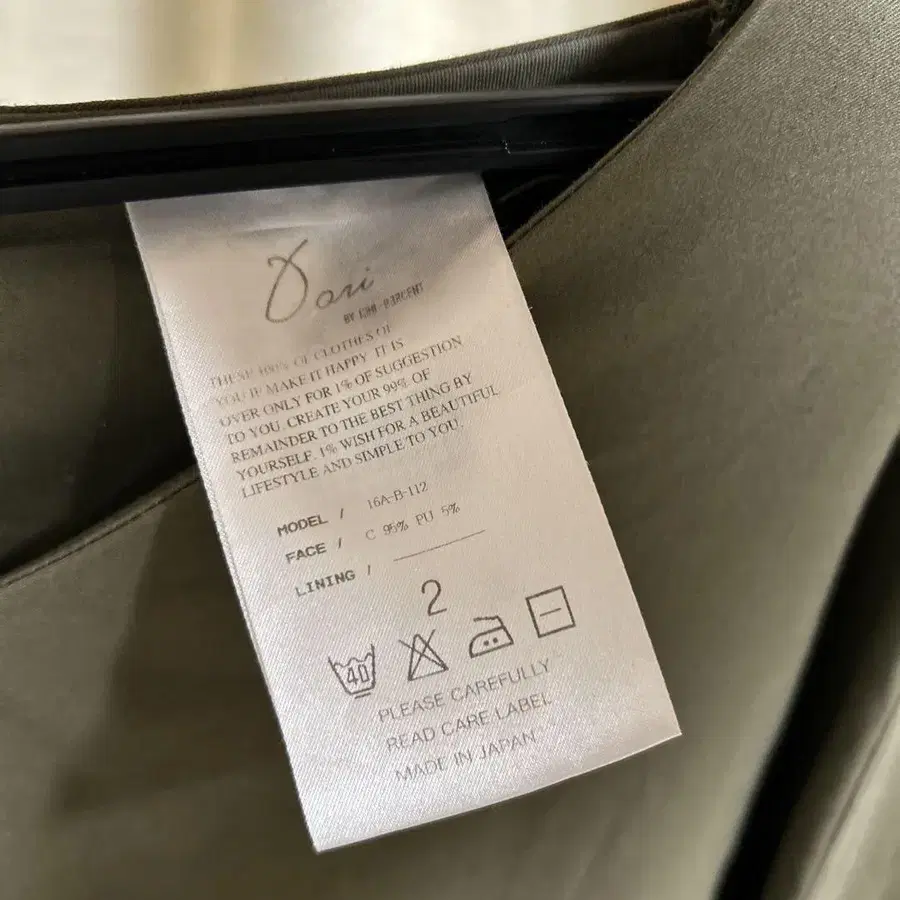 Dari
BY
THESE 100% OF CLOTHES OF
YOU IF MAKE IT HAPPY IT IS
OVER ONLY FOR 1% OF SUGGESTION
TO YOU. CREATE YOUR 99% OF
REMAINDER TO THE BEST THING BY
YOURSELF. 1% WISH FOR A BEAUTIFUL
LIFESTYLE AND SIMPLE TO YOU.
MODEL / 16A-B-112
FACE / C 95% PU 5%
LINING /
2
40
PLEASE CAREFULLY
READ CARE LABEL
MADE IN JAPAN